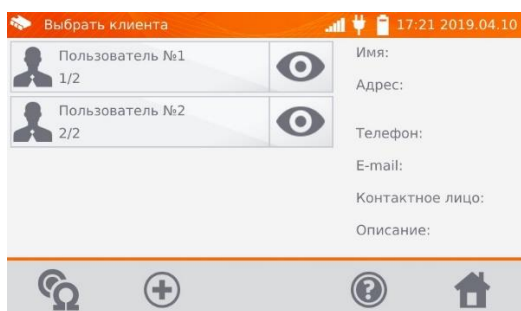 Выбрать клиента 17:21 2019.04.10
Пользователь №1
1/2
Пользователь №2
2/2
Имя:
Адрес:
Телефон:
E-mail:
Контактное лицо:
Описание: